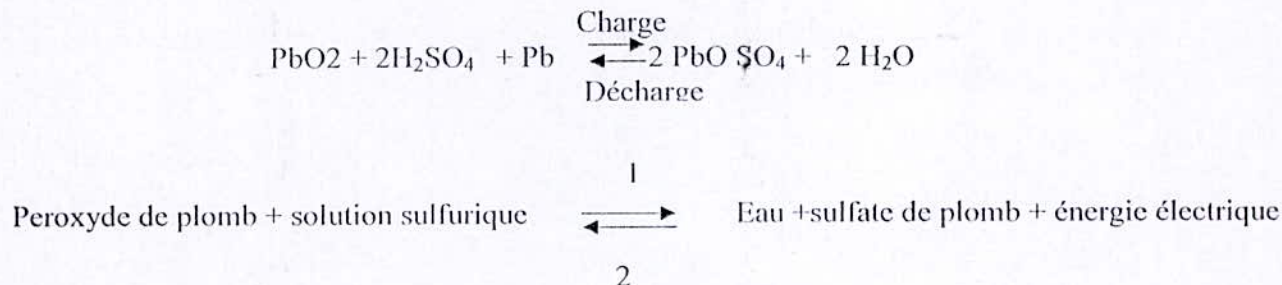 Charge
PbO2 + 2H₂SO₄ + Pb 2 PbO SO₄ + 2 H₂O
Décharge
1
Peroxyde de plomb + solution sulfurique Eau +sulfate de plomb + énergie électrique
2